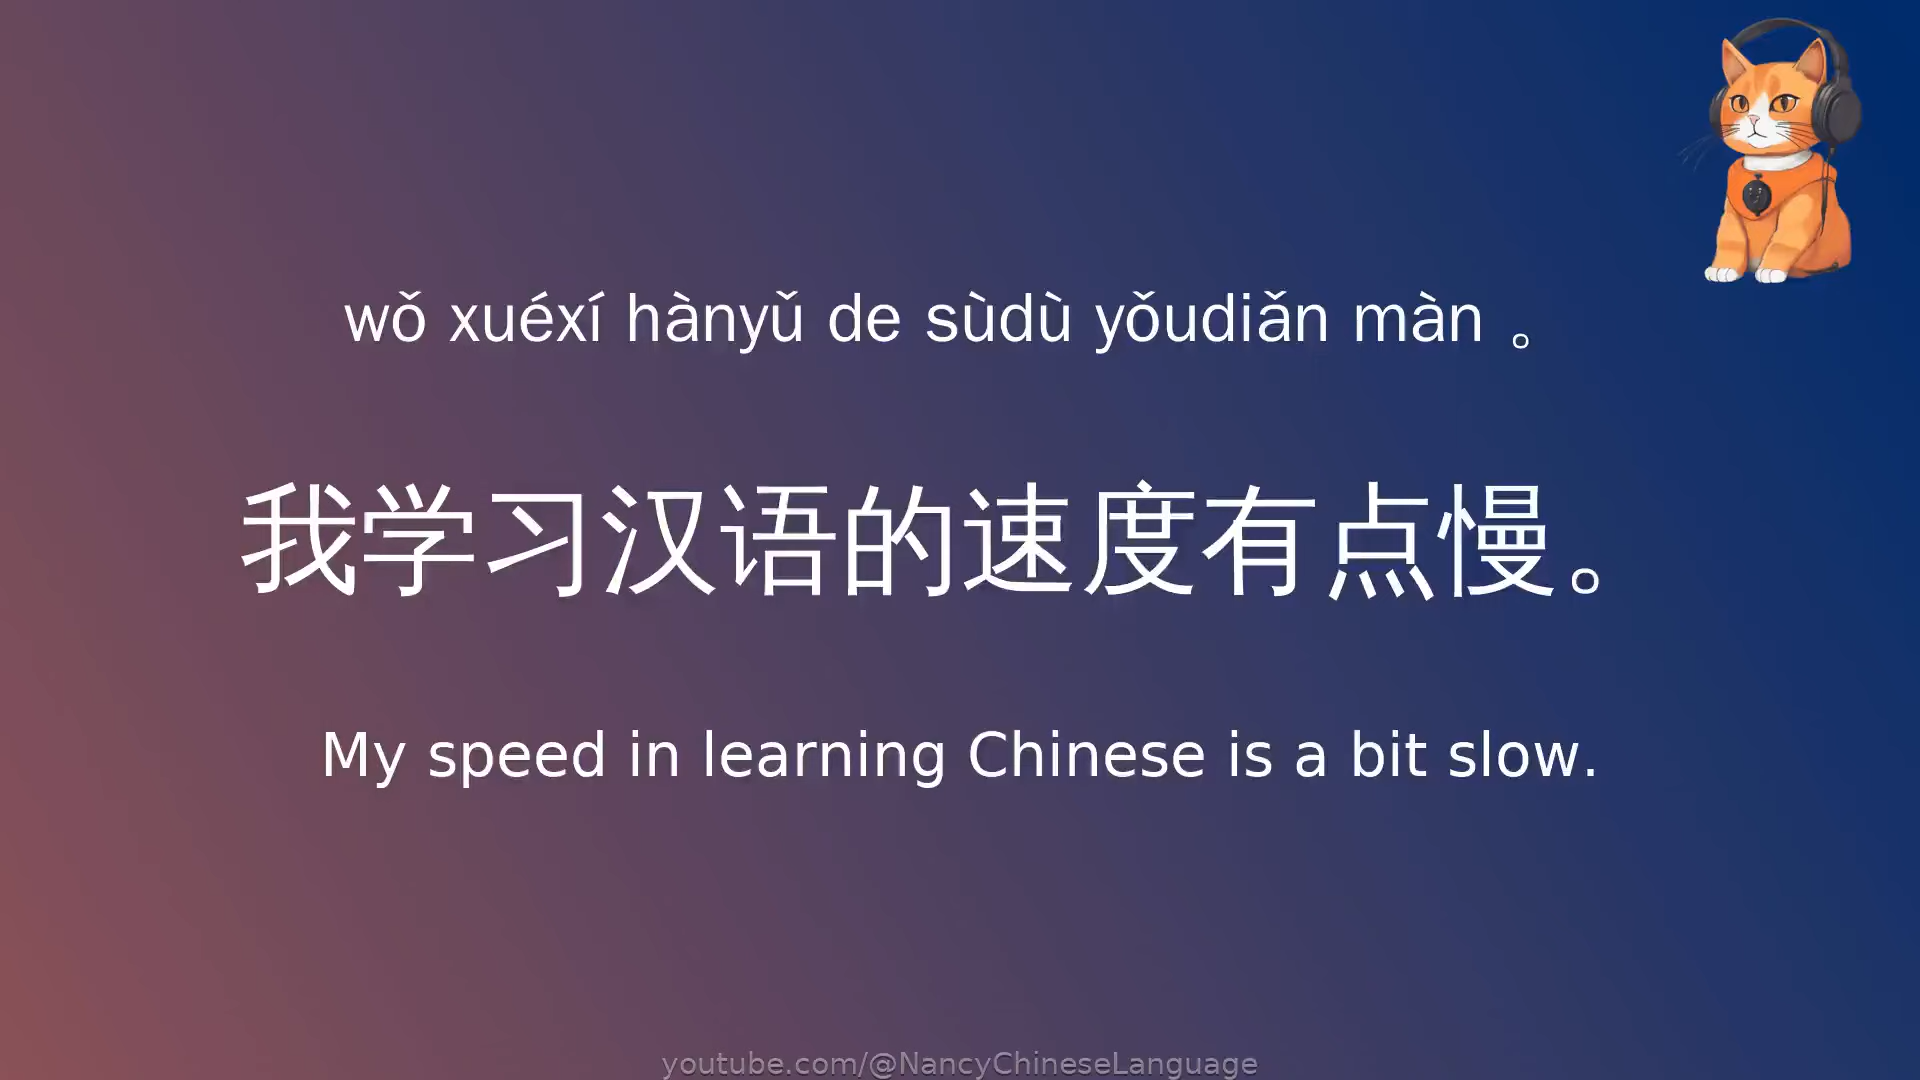 wǒ xuéxí hànyǔ de sùdù yǒudiǎn màn 。
我学习汉语的速度有点慢。
My speed in learning Chinese is a bit slow.
youtube.com/@NancyChineseLanguage